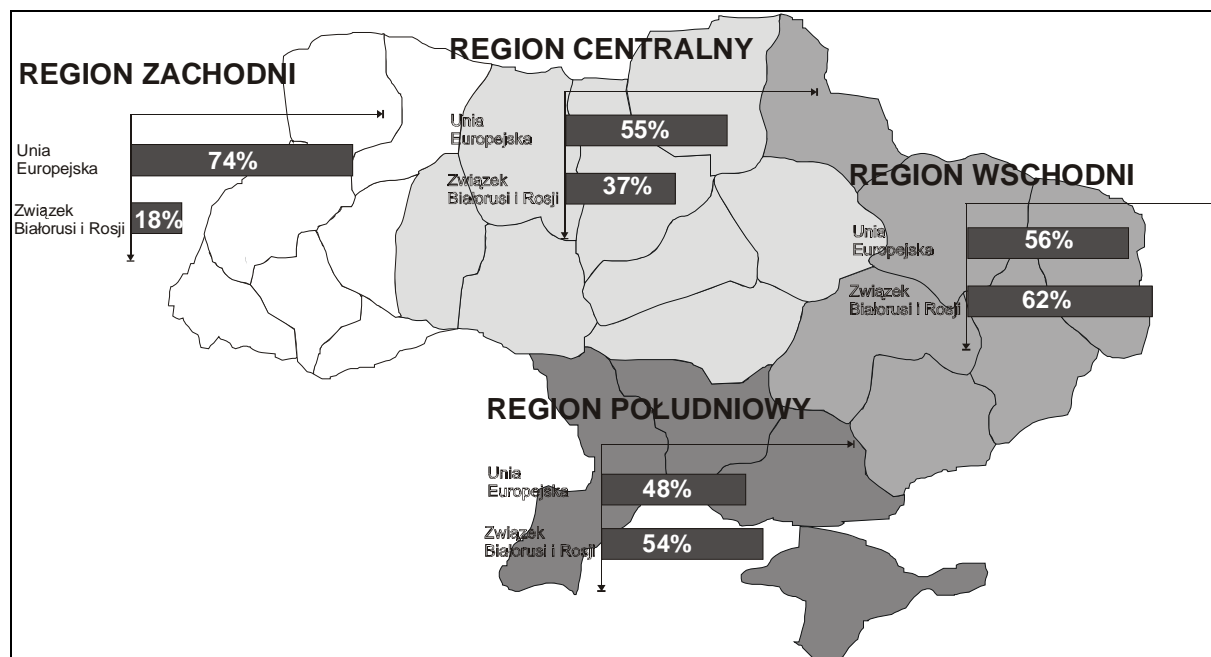 REGION ZACHODNI
Unia
Europejska
74%
Związek
Białorusi i Rosji
18%
REGION CENTRALNY
Unia
Europejska
55%
Związek
Białorusi i Rosji
37%
REGION WSCHODNI
Unia
Europejska
56%
Związek
Białorusi i Rosji
62%
REGION POŁUDNIOWY
Unia
Europejska
48%
Związek
Białorusi i Rosji
54%